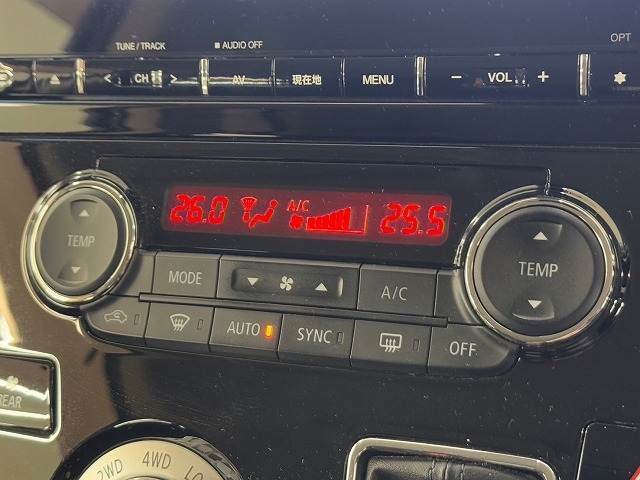 TUNE / TRACK
■ AUDIO OFF
OPT
< CH >
AV
現在地
MENU
− VOL +
26.0
A/C
25.5
TEMP
MODE
A/C
TEMP
AUTO
SYNC
OFF
REAR
2WD 4WD LO